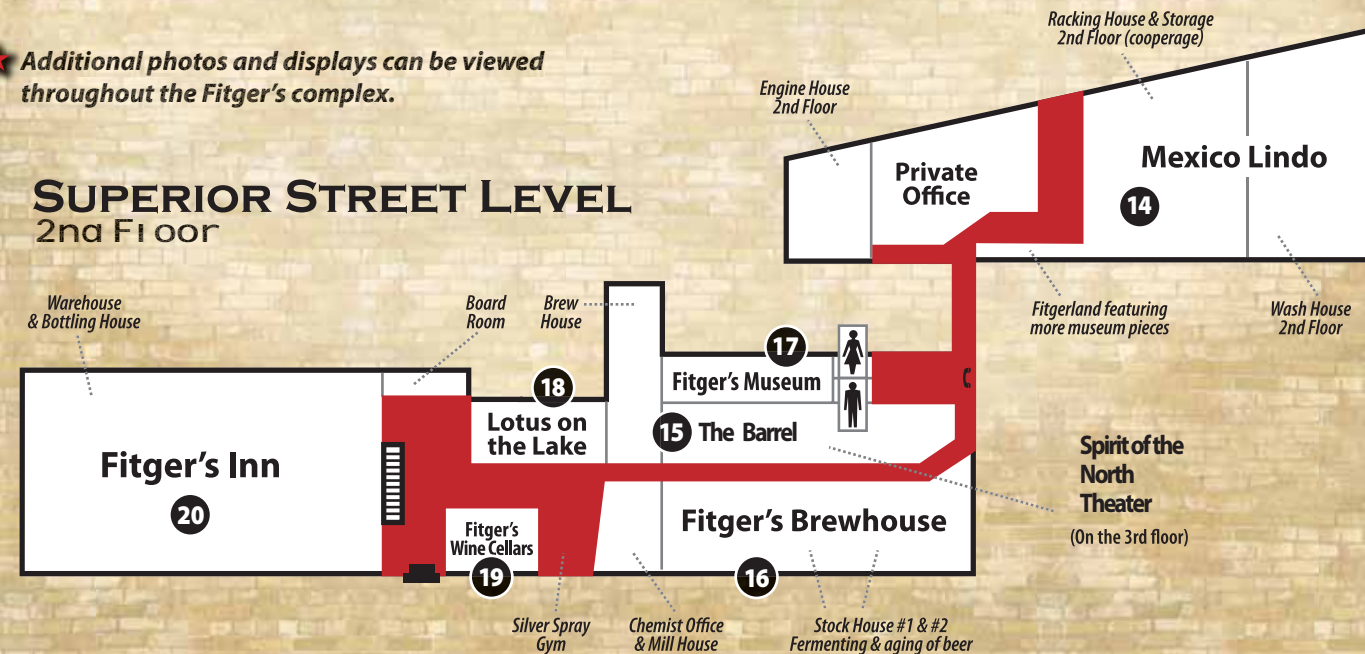 Additional photos and displays can be viewed
throughout the Fitger's complex.
SUPERIOR STREET LEVEL
2nd Floor
Racking House & Storage
2nd Floor (cooperage)
Engine House
2nd Floor
Private
Office
Mexico Lindo
14
Fitgerland featuring
more museum pieces
Wash House
2nd Floor
Warehouse
& Bottling House
Board
Room
Brew
House
17
Fitger's Museum
18
Lotus on
the Lake
15 The Barrel
Fitger's Inn
20
Spirit of the
North
Theater
(On the 3rd floor)
Fitger's
Wine Cellars
19
Fitger's Brewhouse
16
Silver Spray
Gym
Chemist Office
& Mill House
Stock House #1 & #2
Fermenting & aging of beer